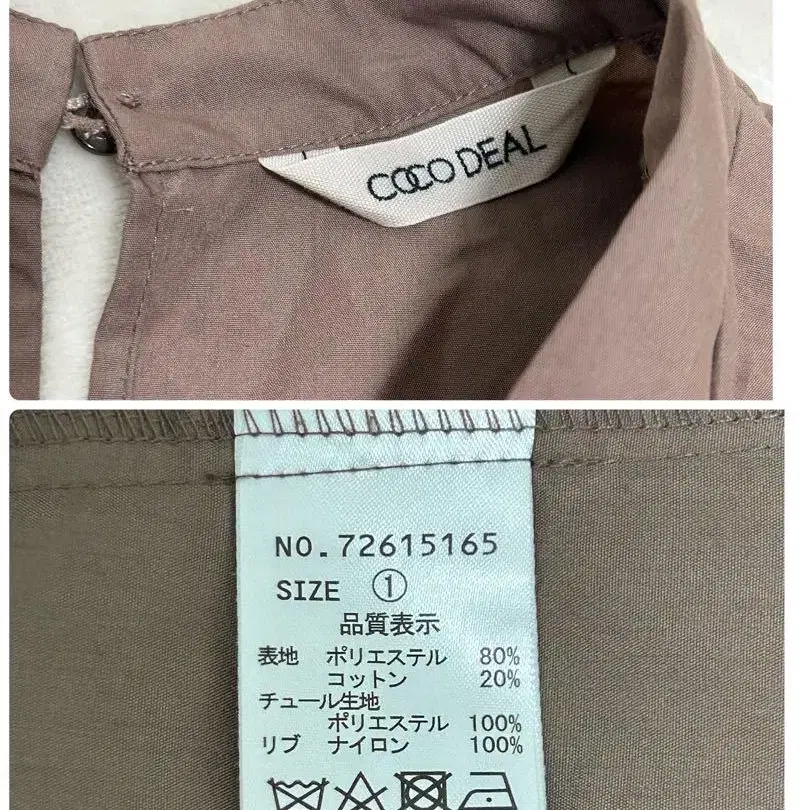 COCO DEAL
NO.72615165
SIZE ①
品質表示
表地 ポリエステル 80%
コットン 20%
チュール生地
ポリエステル 100%
リブ ナイロン 100%